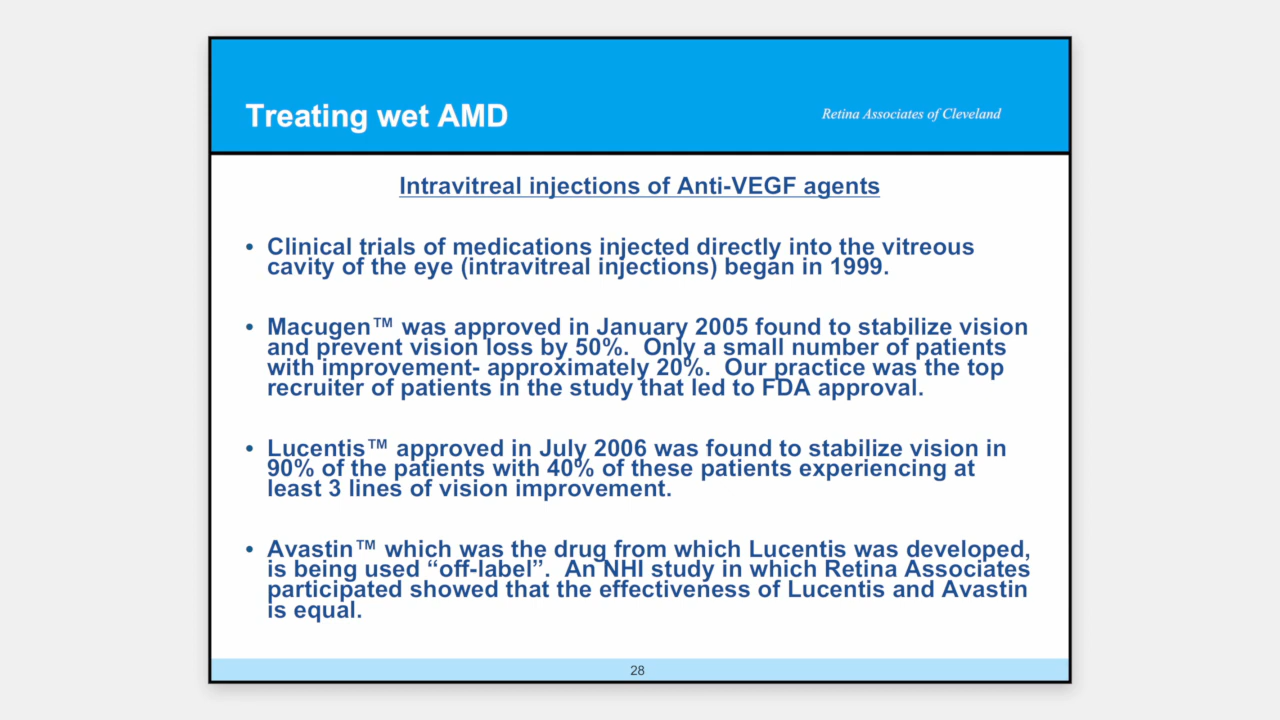 Treating wet AMD
Retina Associates of Cleveland
Intravitreal injections of Anti-VEGF agents
• Clinical trials of medications injected directly into the vitreous
cavity of the eye (intravitreal injections) began in 1999.
• Macugen™ was approved in January 2005 found to stabilize vision
and prevent vision loss by 50%.  Only a small number of patients
with improvement- approximately 20%.  Our practice was the top
recruiter of patients in the study that led to FDA approval.
• Lucentis™ approved in July 2006 was found to stabilize vision in
90% of the patients with 40% of these patients experiencing at
least 3 lines of vision improvement.
• Avastin™ which was the drug from which Lucentis was developed,
is being used “off-label”.  An NHI study in which Retina Associates
participated showed that the effectiveness of Lucentis and Avastin
is equal.
28